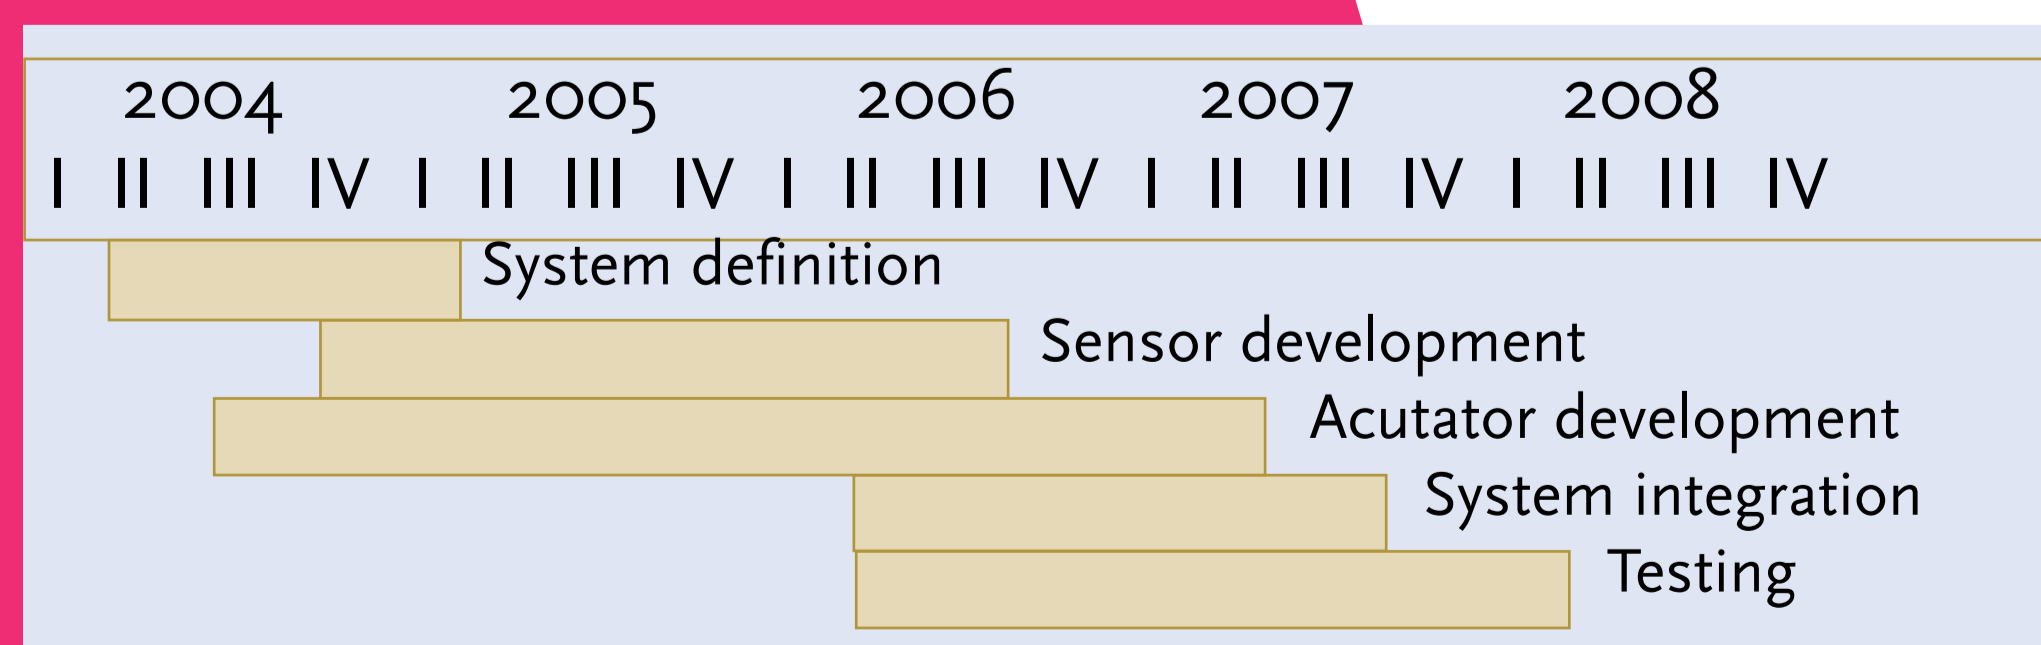 2004 2005 2006 2007 2008
I II III IV I II III IV I II III IV I II III IV I II III IV
System definition
Sensor development
Acutator development
System integration
Testing